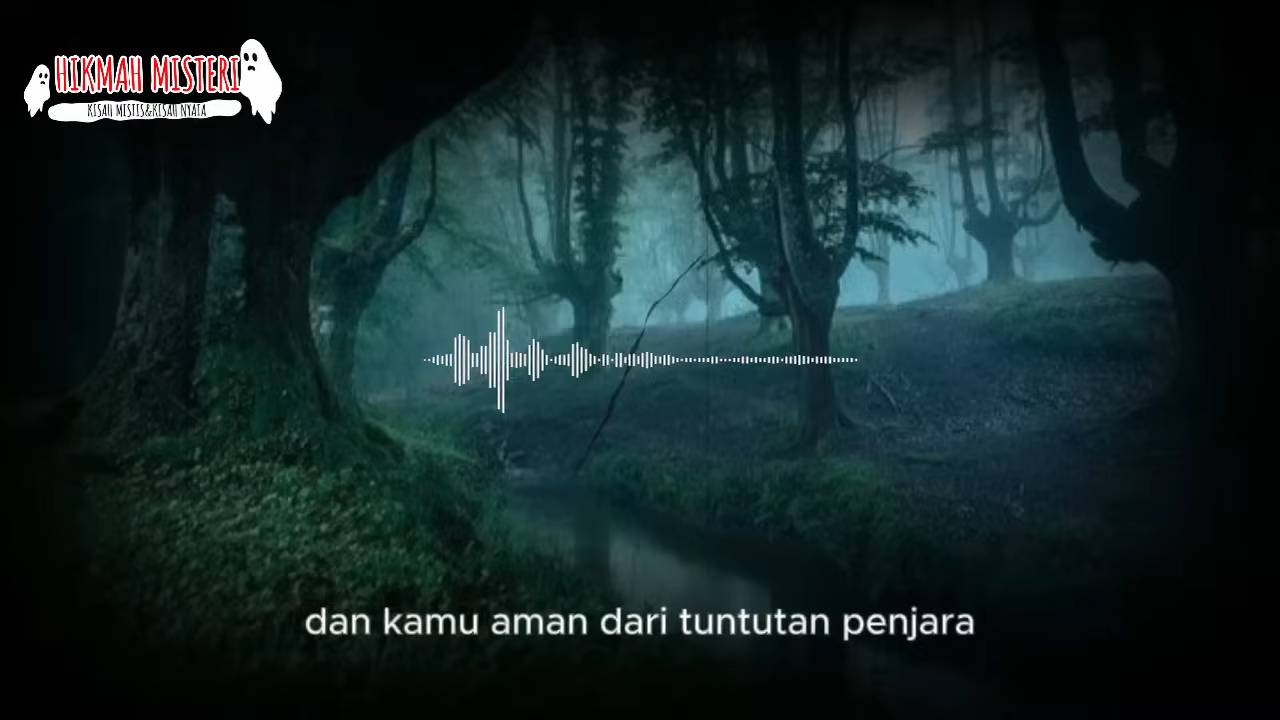 HIKMAH MISTERI
KISAH MISTIS&KISAH NYATA
dan kamu aman dari tuntutan penjara